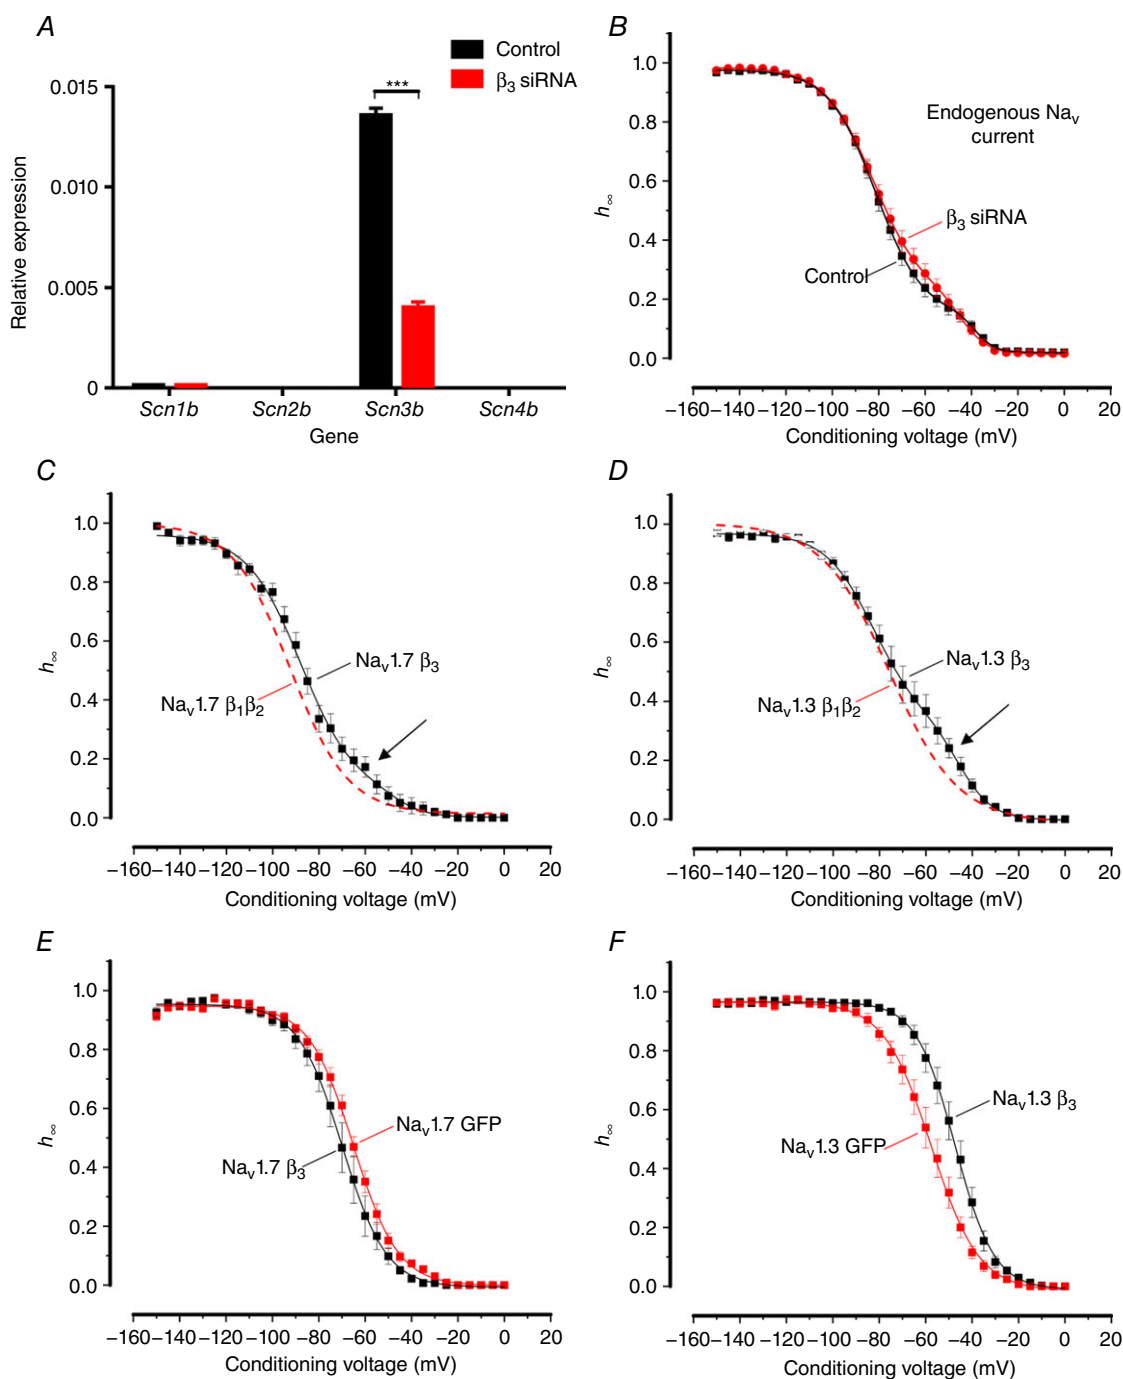 A
Control
β3 siRNA
***
0.015
0.010
0.005
0
Relative expression
Scn1b Scn2b Scn3b Scn4b
Gene
B
1.0
0.8
0.6
0.4
0.2
0.0
h∞
Endogenous Nav
current
β3 siRNA
Control
−160 −140 −120 −100 −80 −60 −40 −20 0
Conditioning voltage (mV)
C
1.0
0.8
0.6
0.4
0.2
0.0
h∞
Nav1.7 β3
Nav1.7 β1β2
−160 −140 −120 −100 −80 −60 −40 −20 0 20
Conditioning voltage (mV)
D
1.0
0.8
0.6
0.4
0.2
0.0
h∞
Nav1.3 β3
Nav1.3 β1β2
−160 −140 −120 −100 −80 −60 −40 −20 0 20
Conditioning voltage (mV)
E
1.0
0.8
0.6
0.4
0.2
0.0
h∞
Nav1.7 GFP
Nav1.7 β3
−160 −140 −120 −100 −80 −60 −40 −20 0 20
Conditioning voltage (mV)
F
1.0
0.8
0.6
0.4
0.2
0.0
h∞
Nav1.3 β3
Nav1.3 GFP
−160 −140 −120 −100 −80 −60 −40 −20 0 20
Conditioning voltage (mV)